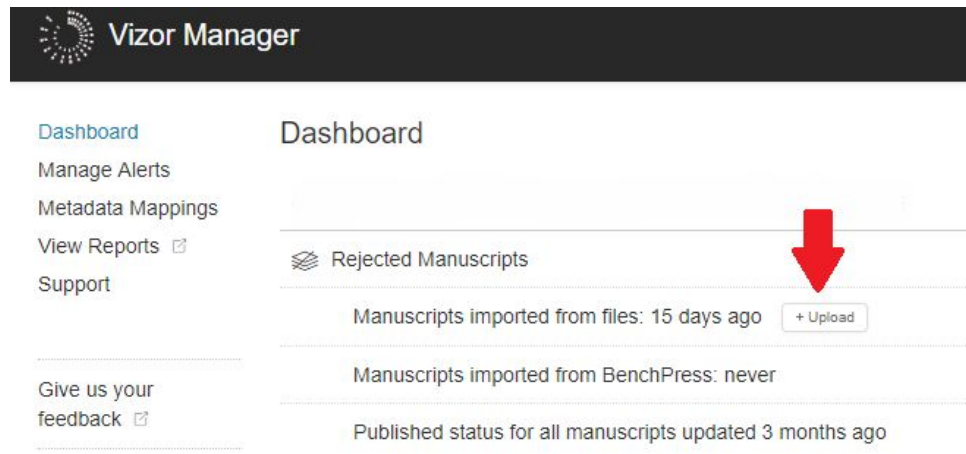 Vizor Manager
Dashboard
Manage Alerts
Metadata Mappings
View Reports
Support
Give us your
feedback
Dashboard
Rejected Manuscripts
Manuscripts imported from files: 15 days ago + Upload
Manuscripts imported from BenchPress: never
Published status for all manuscripts updated 3 months ago